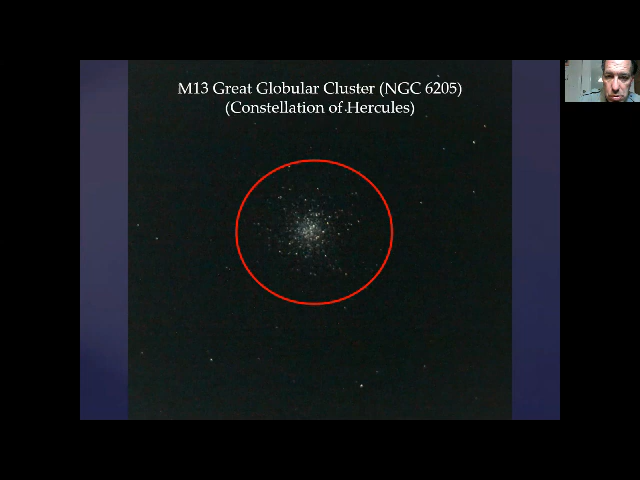 M13 Great Globular Cluster (NGC 6205)
(Constellation of Hercules)